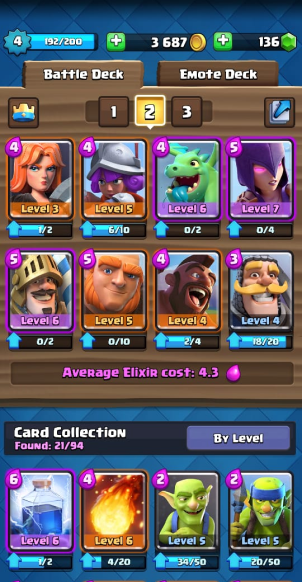 4 192/200 3 687 136
Battle Deck Emote Deck
1 2 3
4 4 4 5
Level 3 Level 5 Level 6 Level 7
1/2 6/10 0/2 0/4
5 5 4 3
Level 6 Level 5 Level 4 Level 4
0/2 0/10 2/4 18/20
Average Elixir cost: 4.3
Card Collection
Found: 21/94
By Level
6 4 2 2
Level 6 Level 6 Level 5 Level 5
1/2 4/20 34/50 20/50